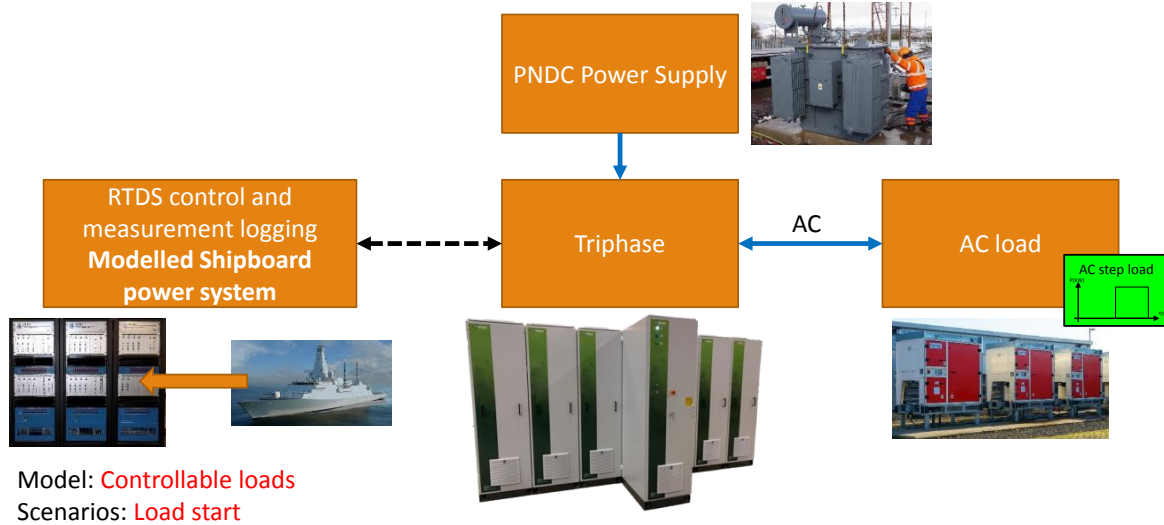 PNDC Power Supply
RTDS control and
measurement logging
Modelled Shipboard
power system
Triphase
AC
AC load
AC step load
Model: Controllable loads
Scenarios: Load start